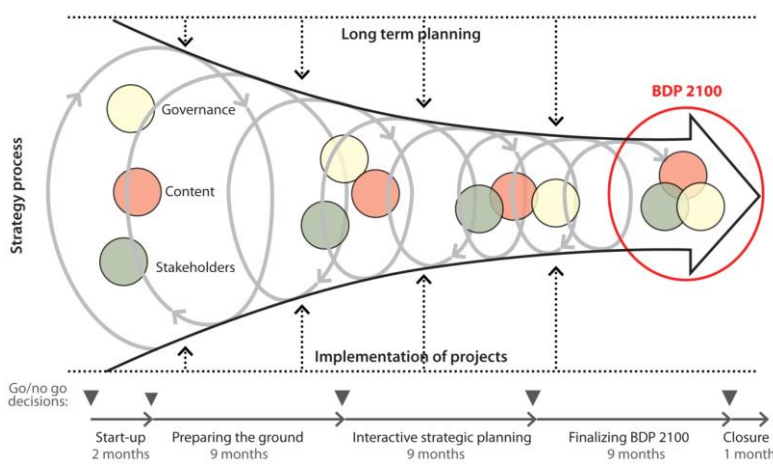 Long term planning
BDP 2100
Governance
Content
Stakeholders
Strategy process
Implementation of projects
Go/no go
decisions:
Start-up
2 months
Preparing the ground
9 months
Interactive strategic planning
9 months
Finalizing BDP 2100
9 months
Closure
1 month